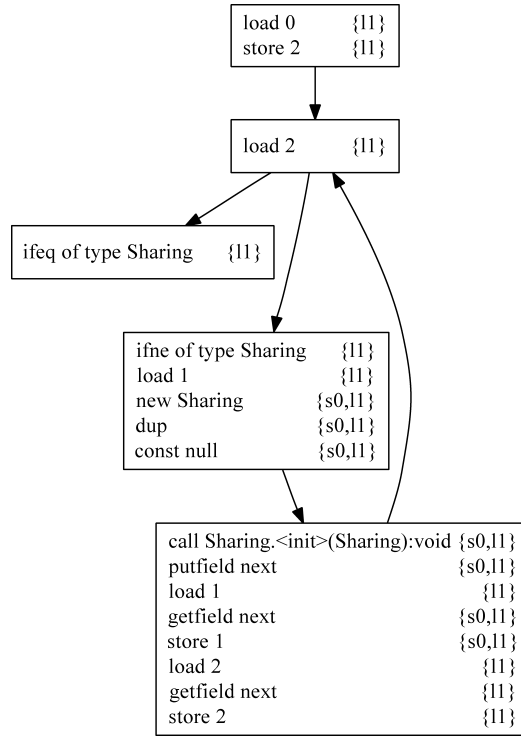 load 0 {l1}
store 2 {l1}
load 2 {l1}
ifeq of type Sharing {l1}
ifne of type Sharing {l1}
load 1 {l1}
new Sharing {s0,l1}
dup {s0,l1}
const null {s0,l1}
call Sharing.<init>(Sharing):void {s0,l1}
putfield next {s0,l1}
load 1 {l1}
getfield next {s0,l1}
store 1 {s0,l1}
load 2 {l1}
getfield next {l1}
store 2 {l1}